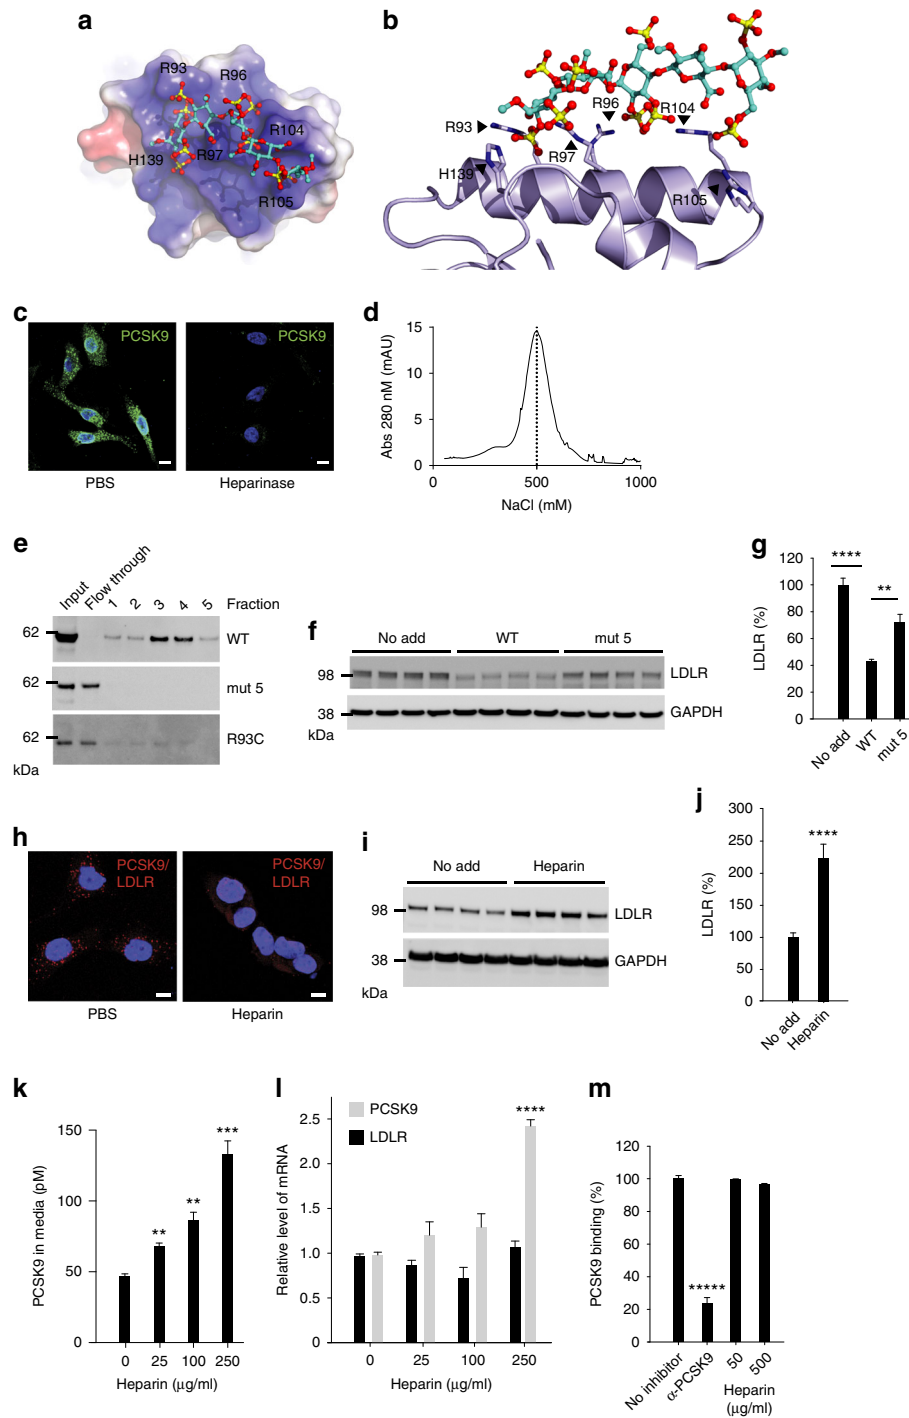 a
R93
R96
R104
H139
R97
R105
b
R93
R96
R104
R97
H139
R105
c
PCSK9
PCSK9
PBS
Heparinase
d
15
10
5
0
Abs 280 nM (mAU)
0
500
1000
NaCl (mM)
e
Input
Flow through
1 2 3 4 5 Fraction
62
WT
62
mut 5
62
R93C
kDa
f
No add
WT
mut 5
98
LDLR
38
GAPDH
kDa
g
120
100
80
60
40
20
0
LDLR (%)
****
**
No add
WT
mut 5
h
PCSK9/
LDLR
PCSK9/
LDLR
PBS
Heparin
i
No add
Heparin
98
LDLR
38
GAPDH
kDa
j
300
250
200
150
100
50
0
LDLR (%)
****
No add
Heparin
k
150
100
50
0
PCSK9 in media (pM)
**
**
***
0
25
100
250
Heparin (μg/ml)
l
PCSK9
LDLR
2.5
2.0
1.5
1.0
0.5
0
Relative level of mRNA
****
0
25
100
250
Heparin (μg/ml)
m
120
100
80
60
40
20
0
PCSK9 binding (%)
*****
No inhibitor
α-PCSK9
50
500
Heparin
(μg/ml)